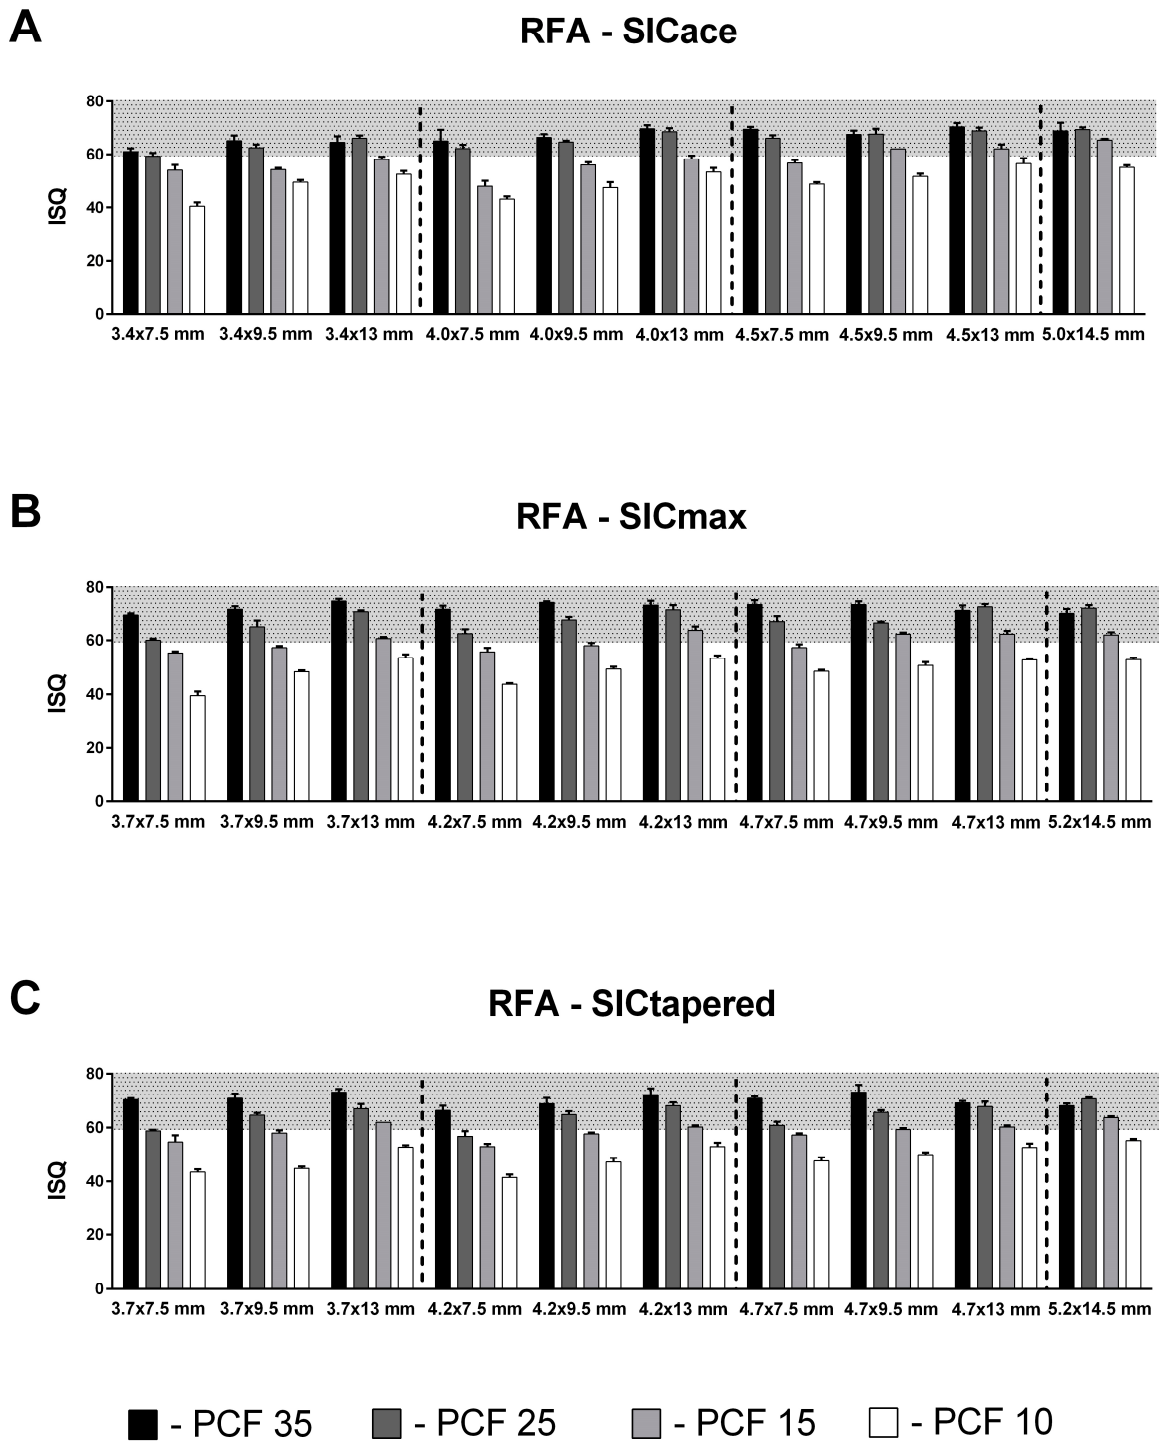 A
RFA - SICace
80
60
40
20
0
ISQ
3.4x7.5 mm 3.4x9.5 mm 3.4x13 mm 4.0x7.5 mm 4.0x9.5 mm 4.0x13 mm 4.5x7.5 mm 4.5x9.5 mm 4.5x13 mm 5.0x14.5 mm
B
RFA - SICmax
80
60
40
20
0
ISQ
3.7x7.5 mm 3.7x9.5 mm 3.7x13 mm 4.2x7.5 mm 4.2x9.5 mm 4.2x13 mm 4.7x7.5 mm 4.7x9.5 mm 4.7x13 mm 5.2x14.5 mm
C
RFA - SICtapered
80
60
40
20
0
ISQ
3.7x7.5 mm 3.7x9.5 mm 3.7x13 mm 4.2x7.5 mm 4.2x9.5 mm 4.2x13 mm 4.7x7.5 mm 4.7x9.5 mm 4.7x13 mm 5.2x14.5 mm
- PCF 35 - PCF 25 - PCF 15 - PCF 10